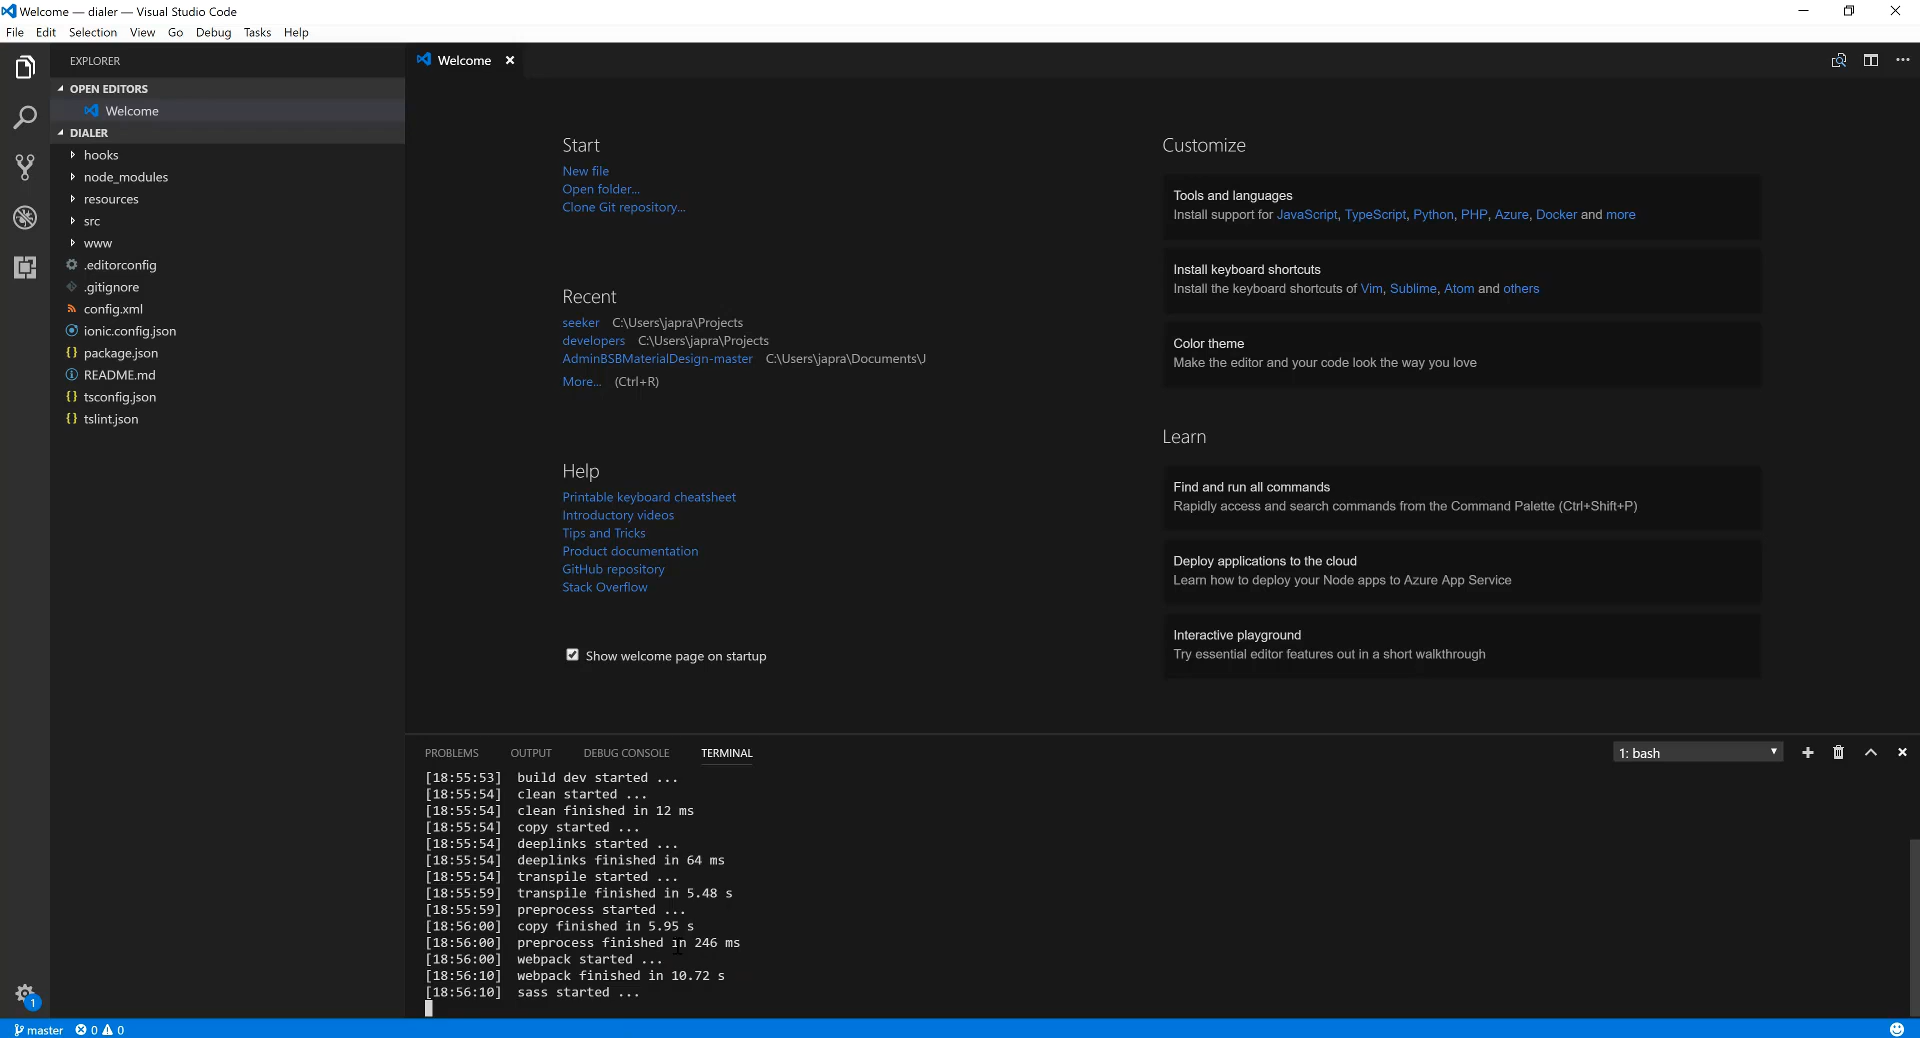 Welcome — dialer — Visual Studio Code
File Edit Selection View Go Debug Tasks Help
EXPLORER
OPEN EDITORS
Welcome
DIALER
hooks
node_modules
resources
src
www
.editorconfig
.gitignore
config.xml
ionic.config.json
package.json
README.md
tsconfig.json
tslint.json
1
Welcome
Start
New file
Open folder...
Clone Git repository...
Recent
seeker C:\Users\japra\Projects
developers C:\Users\japra\Projects
AdminBSBMaterialDesign-master C:\Users\japra\Documents\J
More... (Ctrl+R)
Help
Printable keyboard cheatsheet
Introductory videos
Tips and Tricks
Product documentation
GitHub repository
Stack Overflow
Show welcome page on startup
Customize
Tools and languages
Install support for JavaScript, TypeScript, Python, PHP, Azure, Docker and more
Install keyboard shortcuts
Install the keyboard shortcuts of Vim, Sublime, Atom and others
Color theme
Make the editor and your code look the way you love
Learn
Find and run all commands
Rapidly access and search commands from the Command Palette (Ctrl+Shift+P)
Deploy applications to the cloud
Learn how to deploy your Node apps to Azure App Service
Interactive playground
Try essential editor features out in a short walkthrough
PROBLEMS OUTPUT DEBUG CONSOLE TERMINAL 1: bash
[18:55:53] build dev started ...
[18:55:54] clean started ...
[18:55:54] clean finished in 12 ms
[18:55:54] copy started ...
[18:55:54] deeplinks started ...
[18:55:54] deeplinks finished in 64 ms
[18:55:54] transpile started ...
[18:55:59] transpile finished in 5.48 s
[18:55:59] preprocess started ...
[18:56:00] copy finished in 5.95 s
[18:56:00] preprocess finished in 246 ms
[18:56:00] webpack started ...
[18:56:10] webpack finished in 10.72 s
[18:56:10] sass started ...
master 0 0